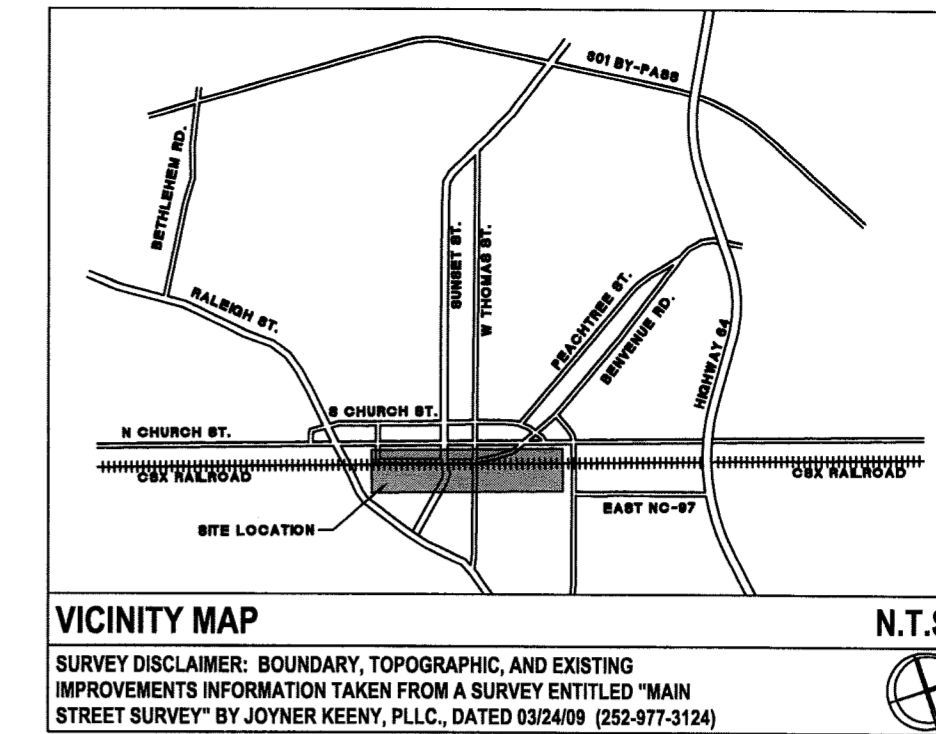 301 BY-PASS
BETHLEHEM RD.
SUNSET ST.
W THOMAS ST.
PEACHTREE ST.
BENVENUE RD.
HIGHWAY 64
RALEIGH ST.
S CHURCH ST.
N CHURCH ST.
CSX RAILROAD
CSX RAILROAD
SITE LOCATION
EAST NC-97
VICINITY MAP
N.T.S
SURVEY DISCLAIMER: BOUNDARY, TOPOGRAPHIC, AND EXISTING
IMPROVEMENTS INFORMATION TAKEN FROM A SURVEY ENTITLED "MAIN
STREET SURVEY" BY JOYNER KEENY, PLLC., DATED 03/24/09 (252-977-3124)